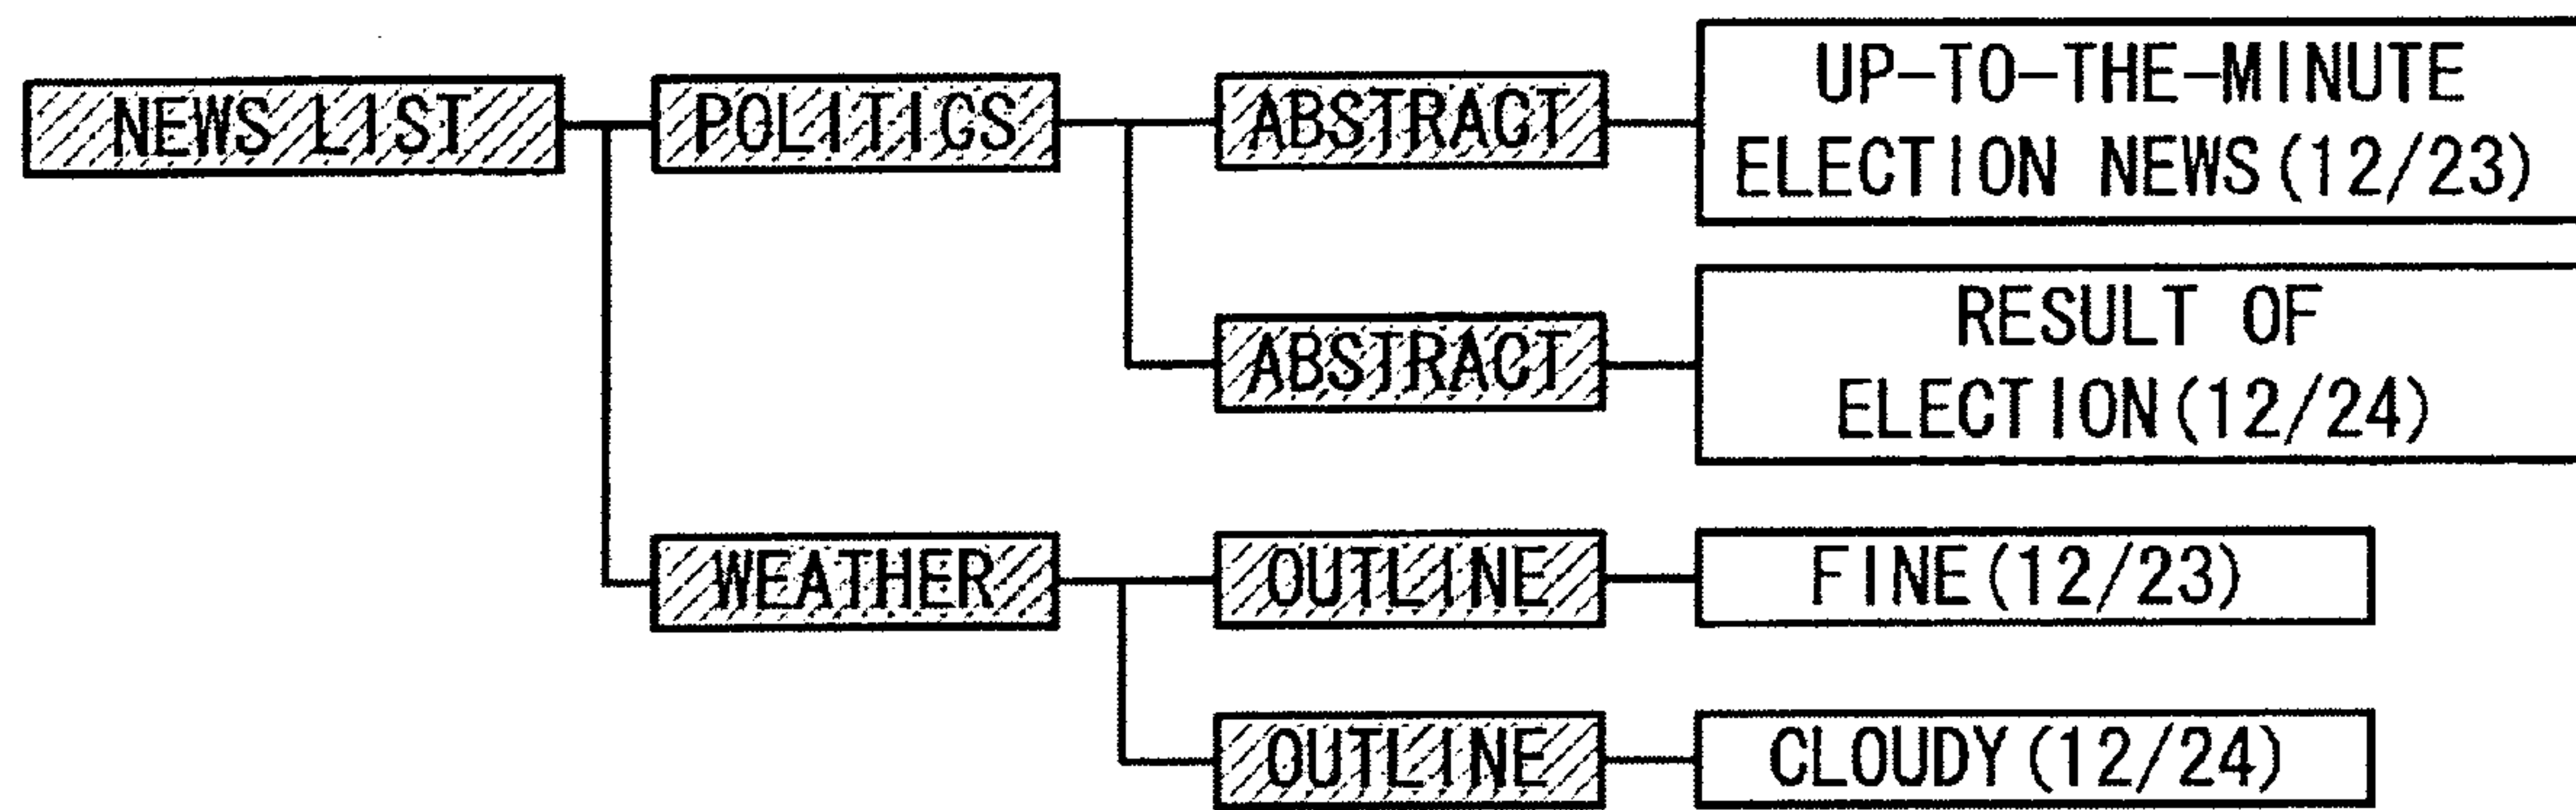 NEWS LIST
POLITICS
ABSTRACT
UP-TO-THE-MINUTE
ELECTION NEWS(12/23)
ABSTRACT
RESULT OF
ELECTION(12/24)
WEATHER
OUTLINE
FINE(12/23)
OUTLINE
CLOUDY(12/24)